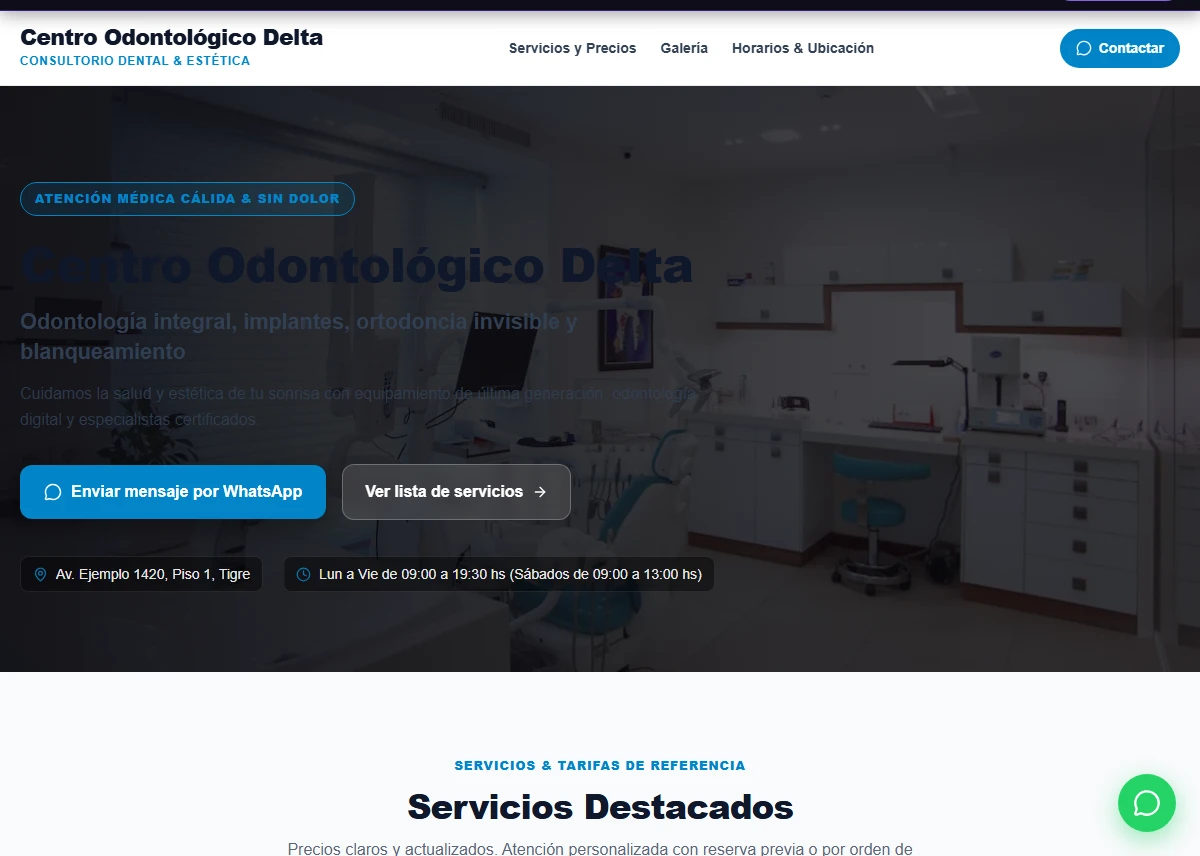 Centro Odontológico Delta
CONSULTORIO DENTAL & ESTÉTICA
Servicios y Precios
Galería
Horarios & Ubicación
Contactar
ATENCIÓN MÉDICA CÁLIDA & SIN DOLOR
Centro Odontológico Delta
Odontología integral, implantes, ortodoncia invisible y
blanqueamiento
Cuidamos la salud y estética de tu sonrisa con equipamiento de última generación, odontología
digital y especialistas certificados.
Enviar mensaje por WhatsApp
Ver lista de servicios
Av. Ejemplo 1420, Piso 1, Tigre
Lun a Vie de 09:00 a 19:30 hs (Sábados de 09:00 a 13:00 hs)
SERVICIOS & TARIFAS DE REFERENCIA
Servicios Destacados
Precios claros y actualizados. Atención personalizada con reserva previa o por orden de